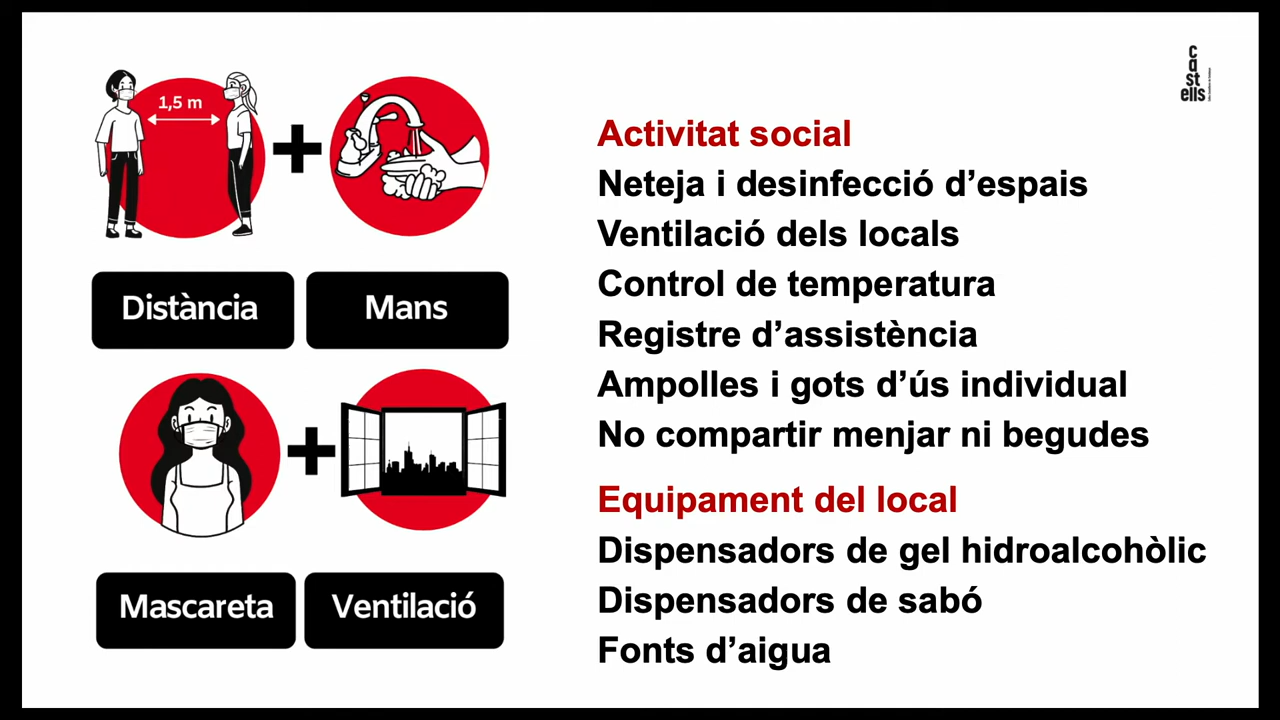 1,5 m
Distància
Mans
Mascareta
Ventilació
ca
st
ells
Activitat social
Neteja i desinfecció d’espais
Ventilació dels locals
Control de temperatura
Registre d’assistència
Ampolles i gots d’ús individual
No compartir menjar ni begudes
Equipament del local
Dispensadors de gel hidroalcohòlic
Dispensadors de sabó
Fonts d’aigua